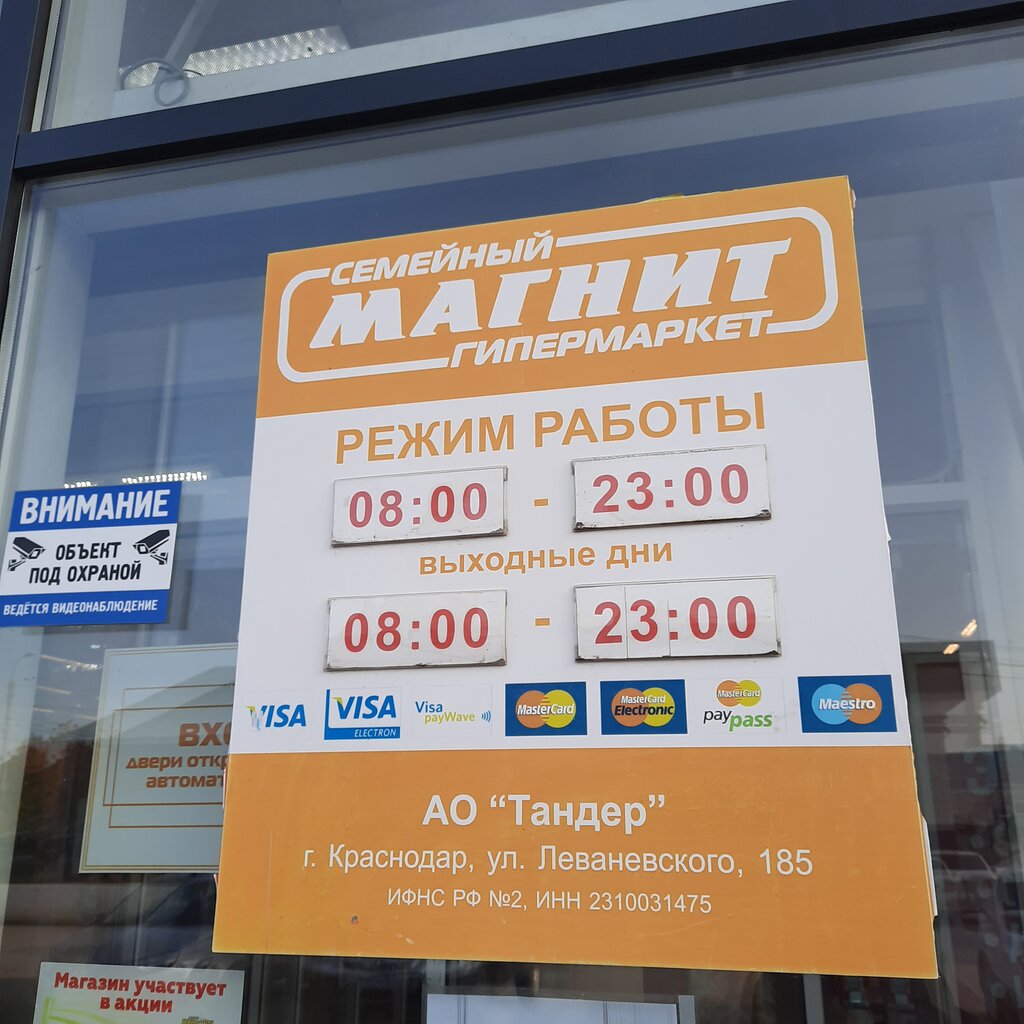 СЕМЕЙНЫЙ
МАГНИТ
ГИПЕРМАРКЕТ
РЕЖИМ РАБОТЫ
08:00 - 23:00
выходные дни
08:00 - 23:00
VISA
VISA
ELECTRON
Visa
payWave
MasterCard
MasterCard
Electronic
MasterCard
paypass
Maestro
АО “Тандер”
г. Краснодар, ул. Леваневского, 185
ИФНС РФ №2, ИНН 2310031475
ВНИМАНИЕ
ОБЪЕКТ
ПОД ОХРАНОЙ
ВЕДЁТСЯ ВИДЕОНАБЛЮДЕНИЕ
двери
Магазин участвует
в акции